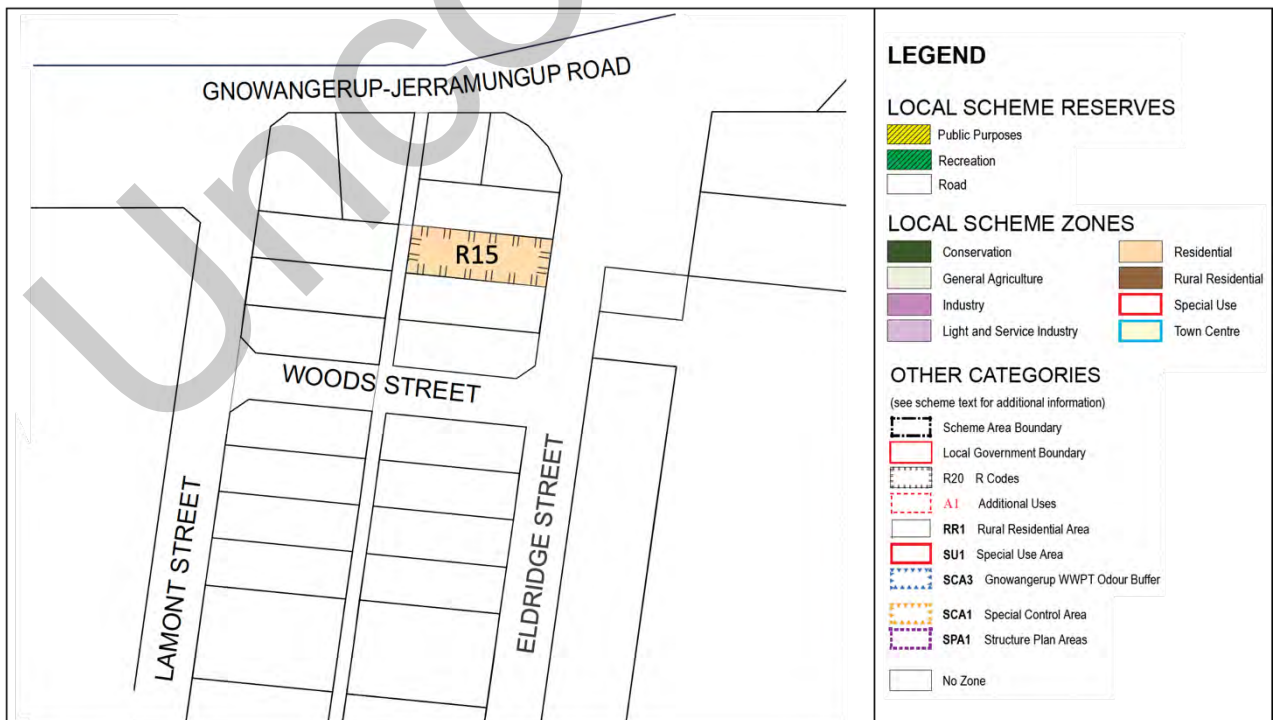 Unco
GNOWANGERUP-JERRAMUNGUP ROAD
R15
WOODS STREET
LAMONT STREET
ELDRIDGE STREET
LEGEND
LOCAL SCHEME RESERVES
Public Purposes
Recreation
Road
LOCAL SCHEME ZONES
Conservation
General Agriculture
Industry
Light and Service Industry
Residential
Rural Residential
Special Use
Town Centre
OTHER CATEGORIES
(see scheme text for additional information)
Scheme Area Boundary
Local Government Boundary
R20 R Codes
A1 Additional Uses
RR1 Rural Residential Area
SU1 Special Use Area
SCA3 Gnowangerup WWPT Odour Buffer
SCA1 Special Control Area
SPA1 Structure Plan Areas
No Zone